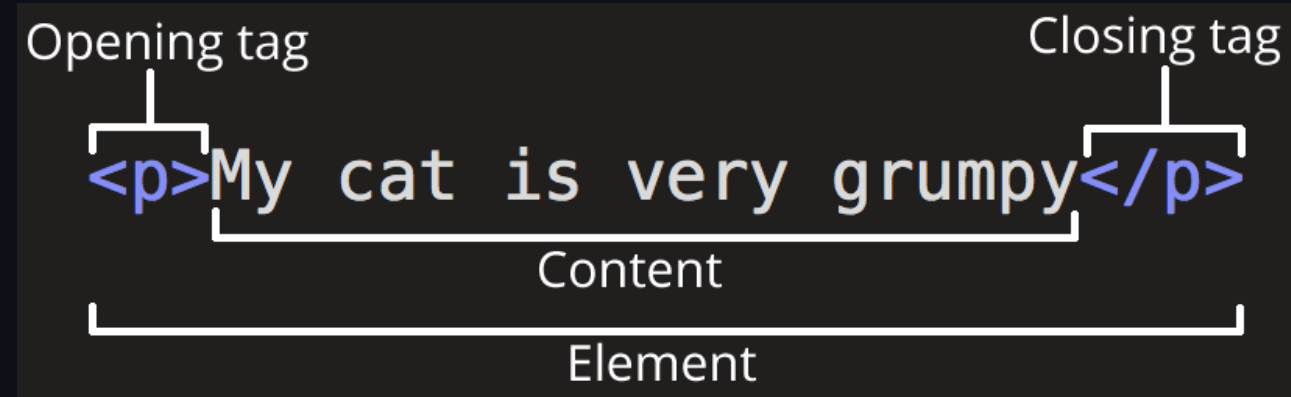 Opening tag
Closing tag
<p>My cat is very grumpy</p>
Content
Element